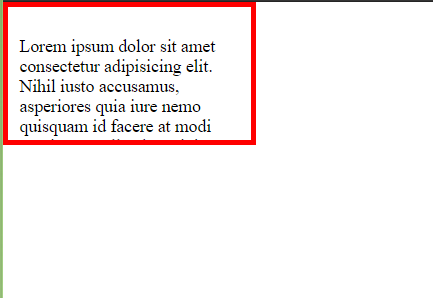 Lorem ipsum dolor sit amet
consectetur adipisicing elit.
Nihil iusto accusamus,
asperiores quia iure nemo
quisquam id facere at modi